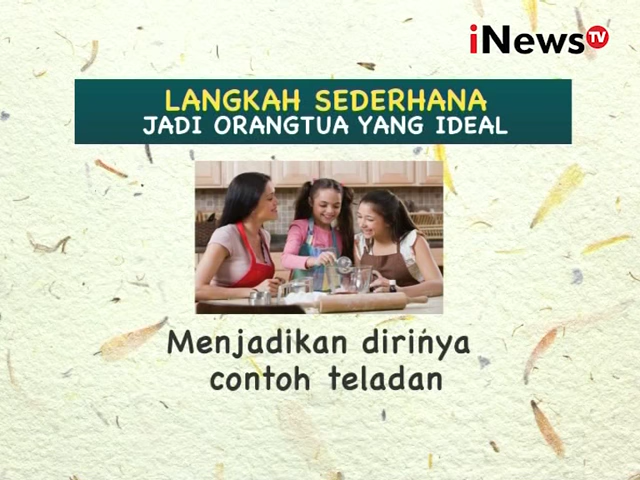 iNews TV
LANGKAH SEDERHANA
JADI ORANGTUA YANG IDEAL
Menjadikan dirinya
contoh teladan